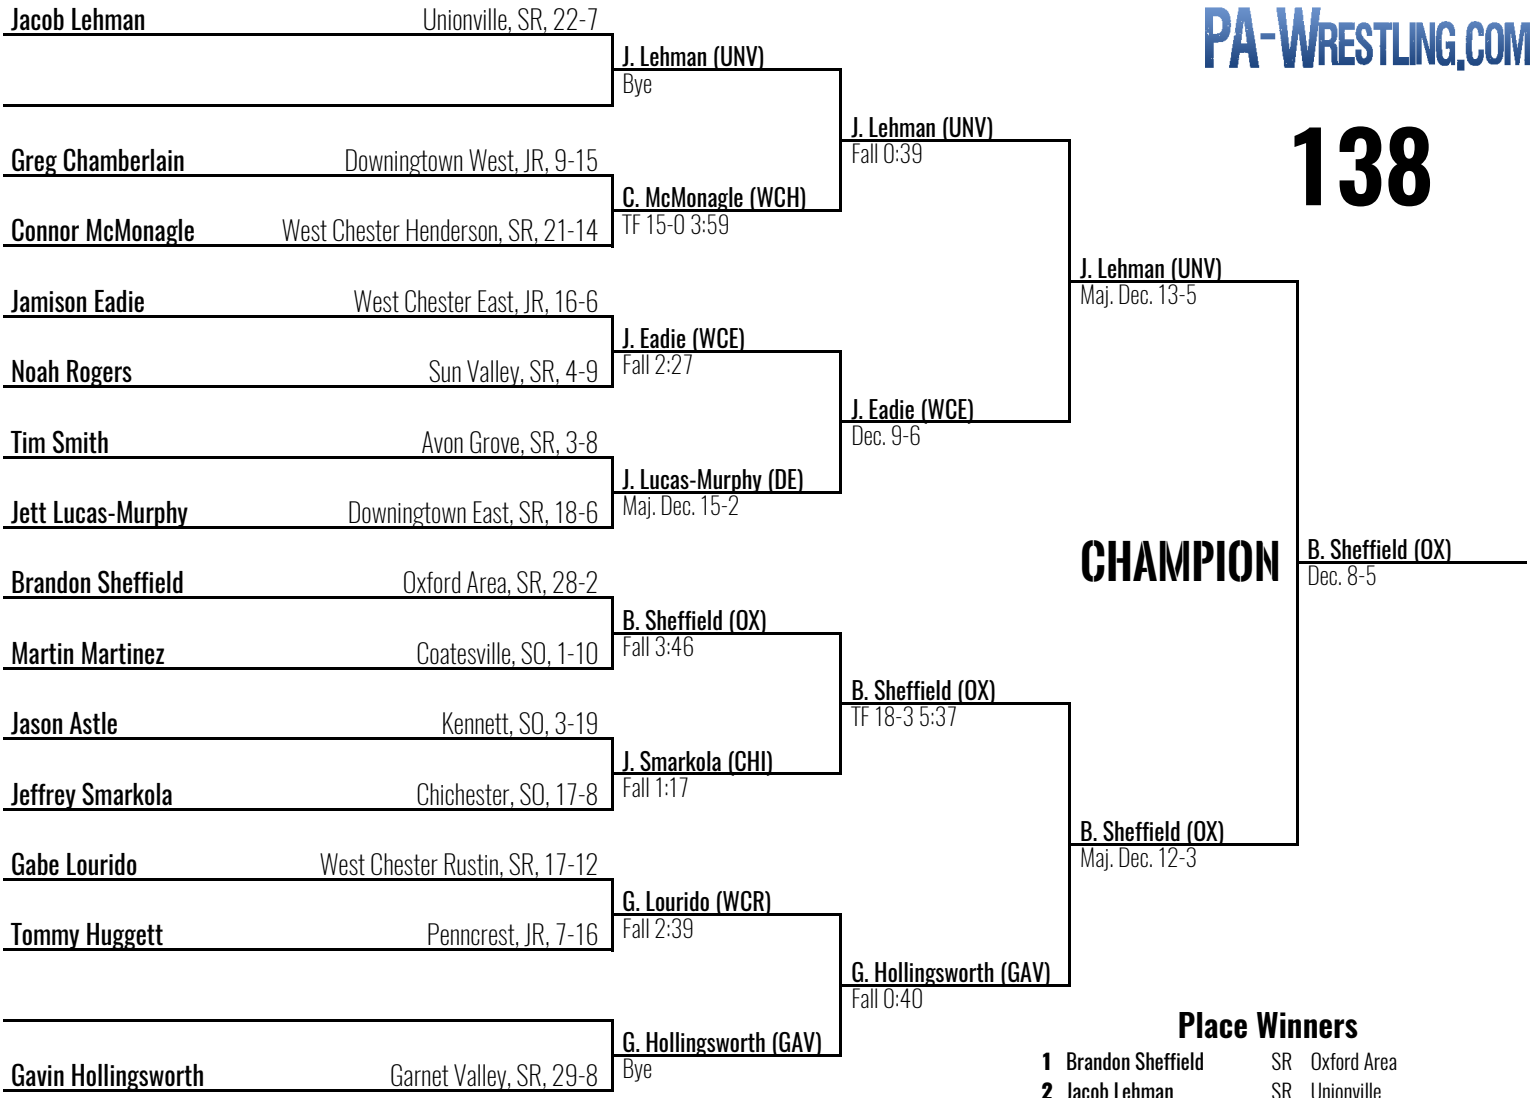 Jacob Lehman Unionville, SR, 22-7
PA-WRESTLING.COM
J. Lehman (UNV)
Bye
138
J. Lehman (UNV)
Fall 0:39
Greg Chamberlain Downingtown West, JR, 9-15
C. McMonagle (WCH)
TF 15-0 3:59
Connor McMonagle West Chester Henderson, SR, 21-14
J. Lehman (UNV)
Maj. Dec. 13-5
Jamison Eadie West Chester East, JR, 16-6
J. Eadie (WCE)
Fall 2:27
Noah Rogers Sun Valley, SR, 4-9
J. Eadie (WCE)
Dec. 9-6
Tim Smith Avon Grove, SR, 3-8
J. Lucas-Murphy (DE)
Maj. Dec. 15-2
Jett Lucas-Murphy Downingtown East, SR, 18-6
CHAMPION
B. Sheffield (OX)
Dec. 8-5
Brandon Sheffield Oxford Area, SR, 28-2
B. Sheffield (OX)
Fall 3:46
Martin Martinez Coatesville, SO, 1-10
B. Sheffield (OX)
TF 18-3 5:37
Jason Astle Kennett, SO, 3-19
J. Smarkola (CHI)
Fall 1:17
Jeffrey Smarkola Chichester, SO, 17-8
B. Sheffield (OX)
Maj. Dec. 12-3
Gabe Lourido West Chester Rustin, SR, 17-12
G. Lourido (WCR)
Fall 2:39
Tommy Huggett Penncrest, JR, 7-16
G. Hollingsworth (GAV)
Fall 0:40
G. Hollingsworth (GAV)
Bye
Gavin Hollingsworth Garnet Valley, SR, 29-8
Place Winners
1 Brandon Sheffield SR Oxford Area
2 Jacob Lehman SR Unionville